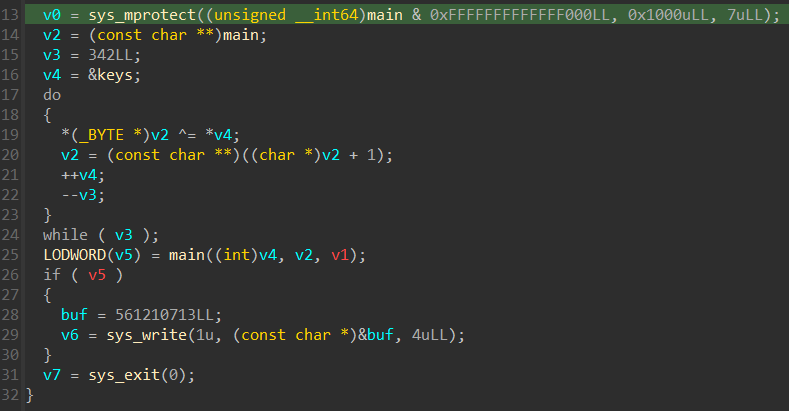 13 v0 = sys_mprotect((unsigned __int64)main & 0xFFFFFFFFFFFFF000LL, 0x1000uLL, 7uLL);
14 v2 = (const char **)main;
15 v3 = 342LL;
16 v4 = &keys;
17 do
18 {
19 *(_BYTE *)v2 ^= *v4;
20 v2 = (const char **)((char *)v2 + 1);
21 ++v4;
22 --v3;
23 }
24 while ( v3 );
25 LODWORD(v5) = main((int)v4, v2, v1);
26 if ( v5 )
27 {
28 buf = 561210713LL;
29 v6 = sys_write(1u, (const char *)&buf, 4uLL);
30 }
31 v7 = sys_exit(0);
32 }